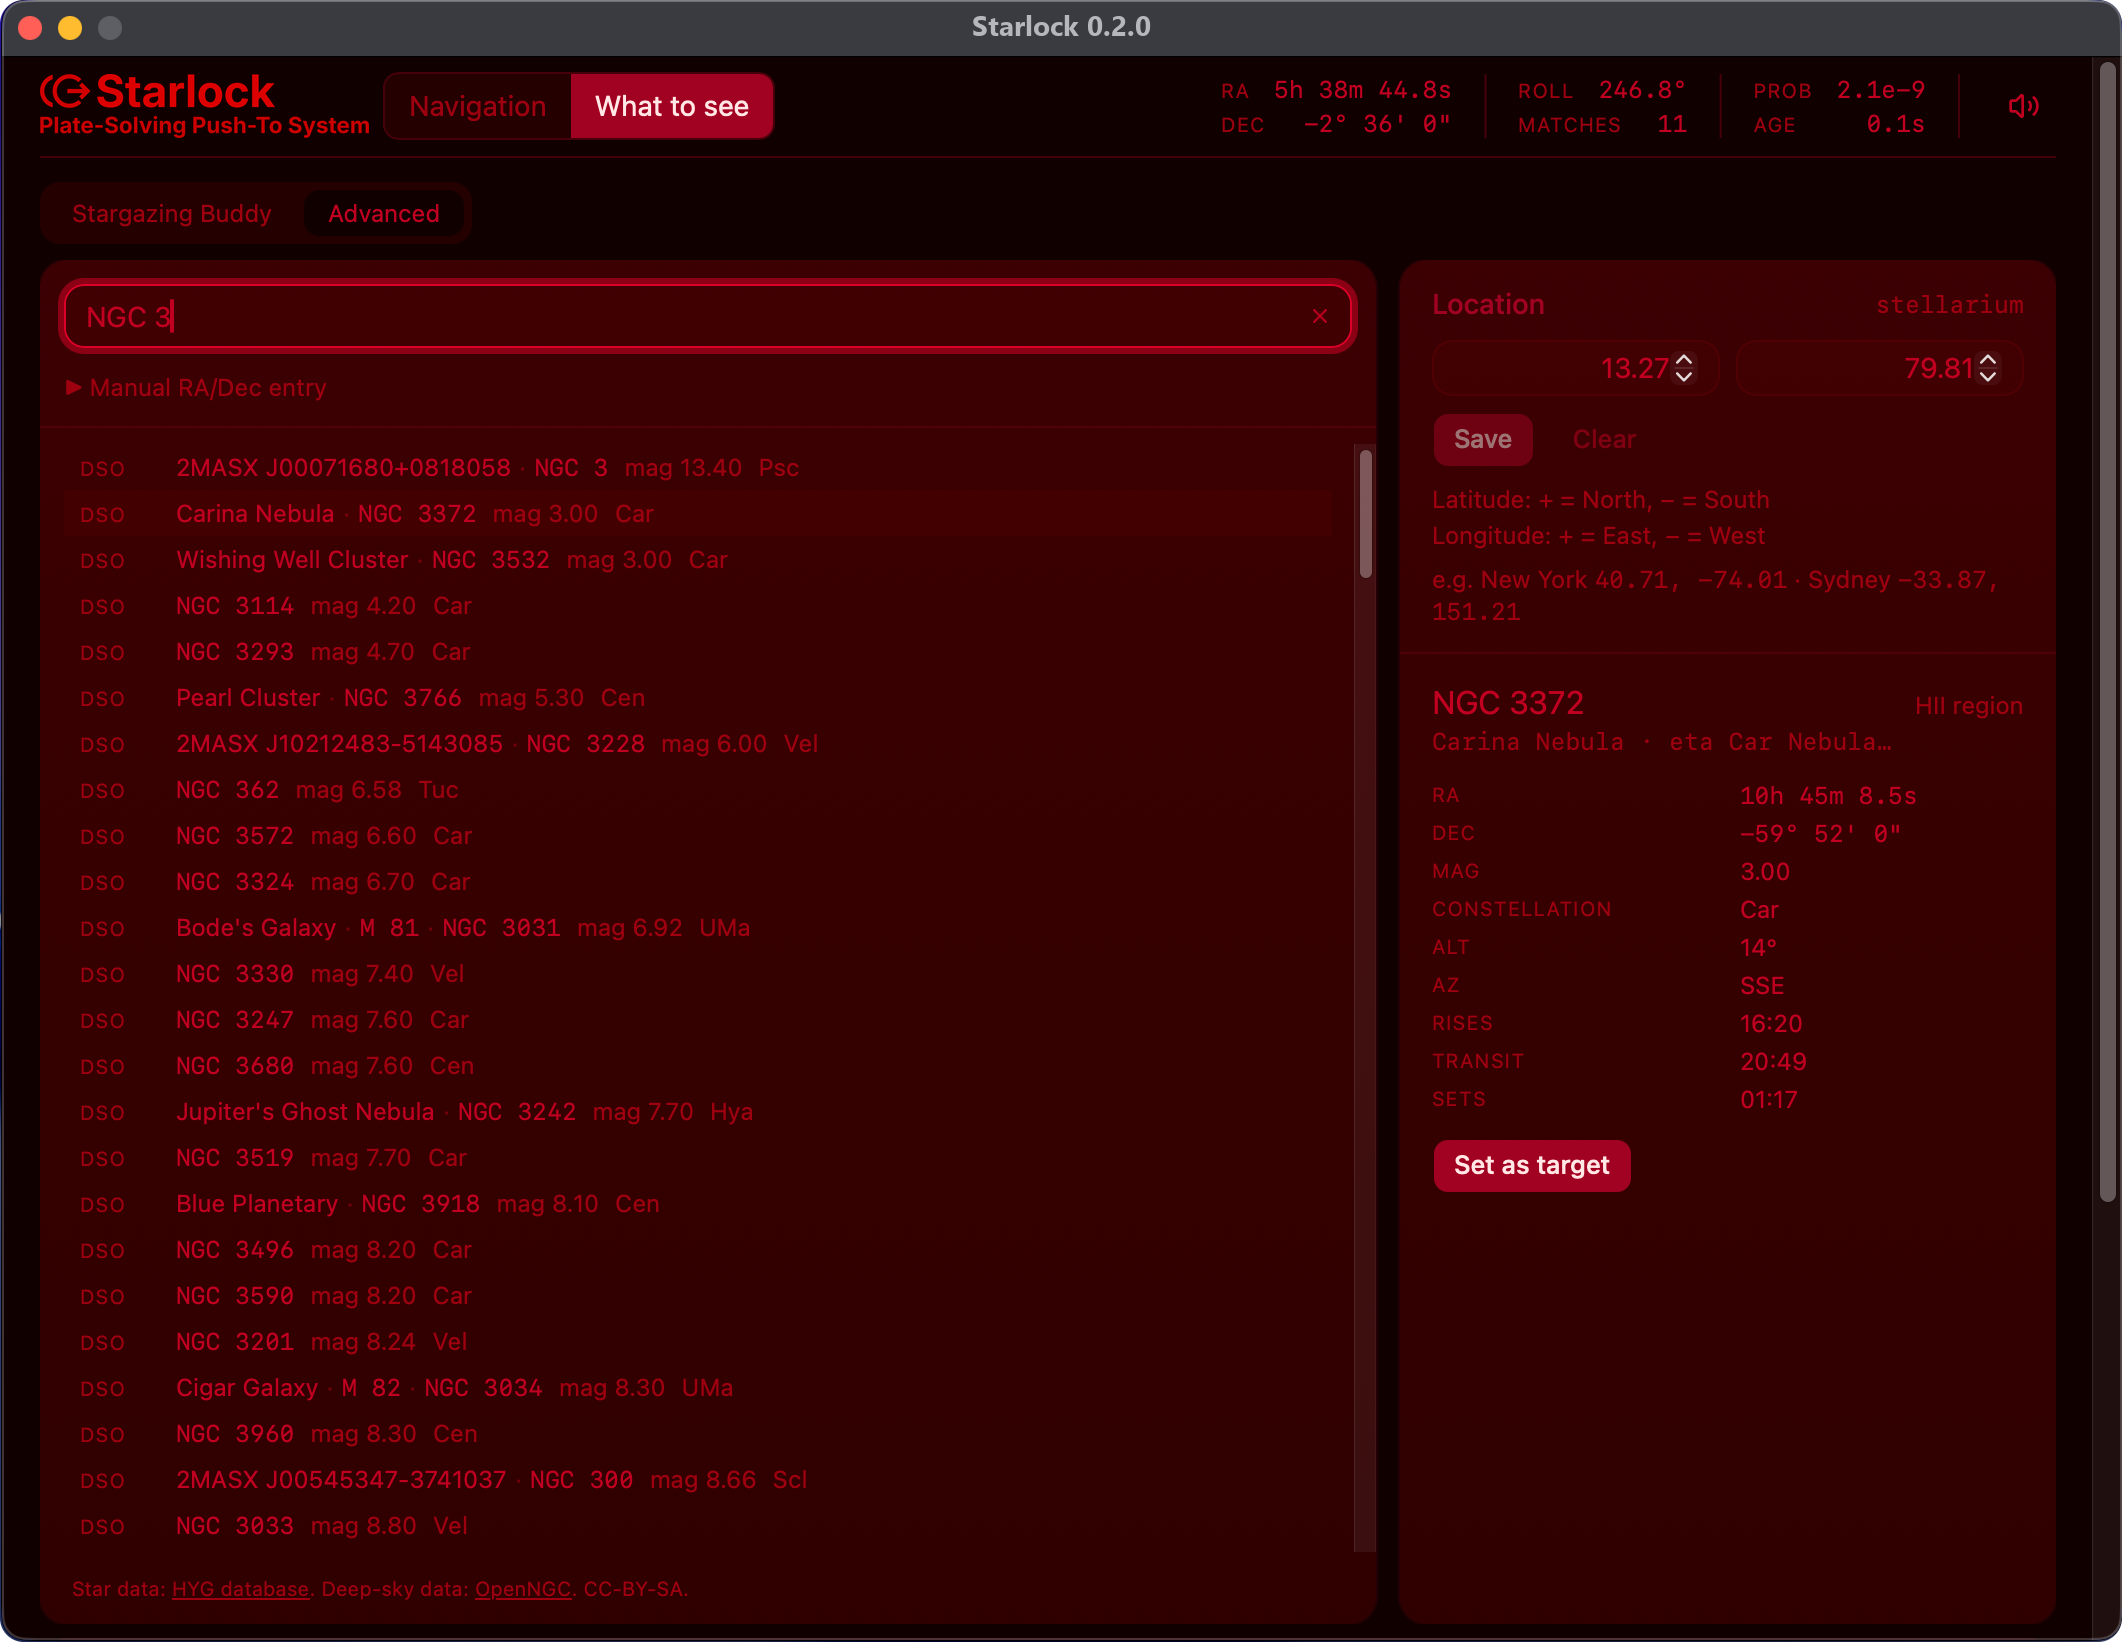 Starlock 0.2.0
Starlock
Plate-Solving Push-To System
Navigation
What to see
RA 5h 38m 44.8s
DEC −2° 36' 0"
ROLL 246.8°
MATCHES 11
PROB 2.1e-9
AGE 0.1s
Stargazing Buddy
Advanced
NGC 3
×
▶ Manual RA/Dec entry
DSO 2MASX J00071680+0818058 · NGC 3 mag 13.40 Psc
DSO Carina Nebula · NGC 3372 mag 3.00 Car
DSO Wishing Well Cluster · NGC 3532 mag 3.00 Car
DSO NGC 3114 mag 4.20 Car
DSO NGC 3293 mag 4.70 Car
DSO Pearl Cluster · NGC 3766 mag 5.30 Cen
DSO 2MASX J10212483-5143085 · NGC 3228 mag 6.00 Vel
DSO NGC 362 mag 6.58 Tuc
DSO NGC 3572 mag 6.60 Car
DSO NGC 3324 mag 6.70 Car
DSO Bode's Galaxy · M 81 · NGC 3031 mag 6.92 UMa
DSO NGC 3330 mag 7.40 Vel
DSO NGC 3247 mag 7.60 Car
DSO NGC 3680 mag 7.60 Cen
DSO Jupiter's Ghost Nebula · NGC 3242 mag 7.70 Hya
DSO NGC 3519 mag 7.70 Car
DSO Blue Planetary · NGC 3918 mag 8.10 Cen
DSO NGC 3496 mag 8.20 Car
DSO NGC 3590 mag 8.20 Car
DSO NGC 3201 mag 8.24 Vel
DSO Cigar Galaxy · M 82 · NGC 3034 mag 8.30 UMa
DSO NGC 3960 mag 8.30 Cen
DSO 2MASX J00545347-3741037 · NGC 300 mag 8.66 Scl
DSO NGC 3033 mag 8.80 Vel
Star data: HYG database. Deep-sky data: OpenNGC. CC-BY-SA.
Location stellarium
13.27 79.81
Save Clear
Latitude: + = North, − = South
Longitude: + = East, − = West
e.g. New York 40.71, −74.01 · Sydney −33.87,
151.21
NGC 3372 HII region
Carina Nebula · eta Car Nebula…
RA 10h 45m 8.5s
DEC −59° 52' 0"
MAG 3.00
CONSTELLATION Car
ALT 14°
AZ SSE
RISES 16:20
TRANSIT 20:49
SETS 01:17
Set as target